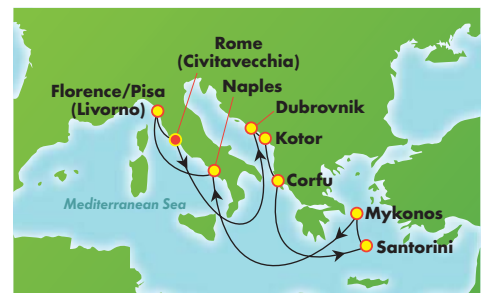 Rome
(Civitavecchia)
Florence/Pisa
(Livorno)
Naples
Dubrovnik
Kotor
Corfu
Mediterranean Sea
Mykonos
Santorini